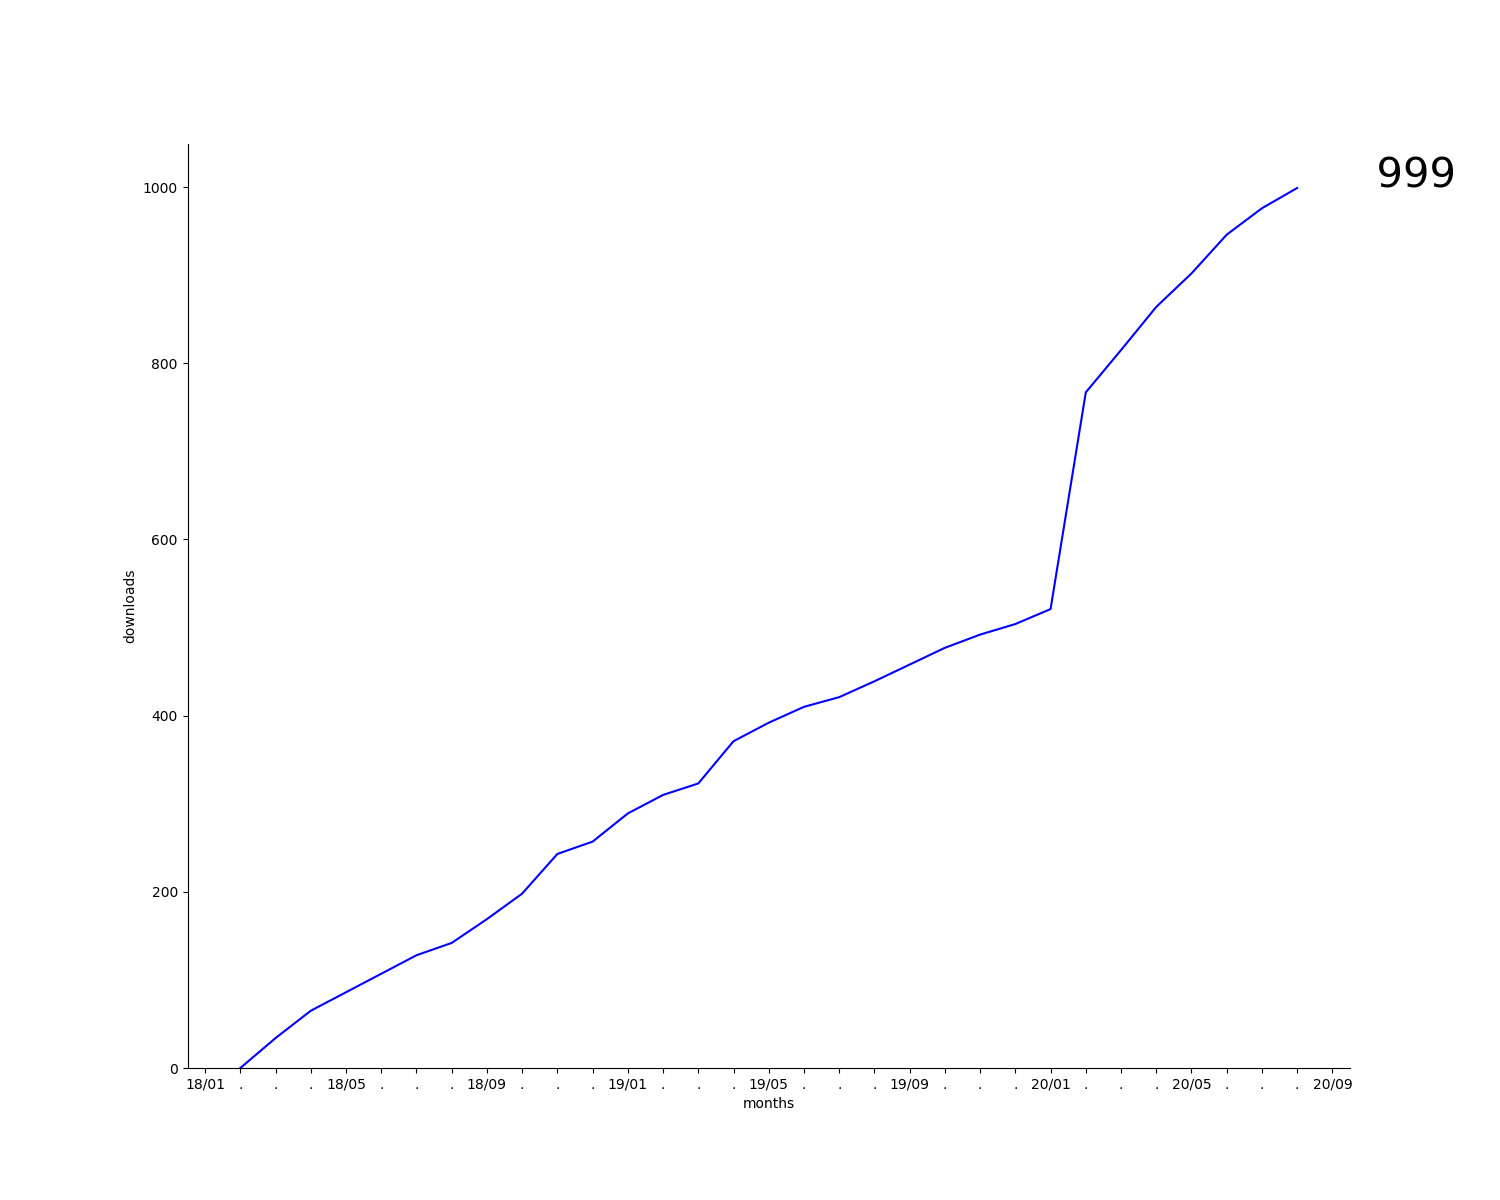 999
1000
800
600
400
200
0
downloads
18/01 . . . 18/05 . . . 18/09 . . . 19/01 . . . 19/05 . . . 19/09 . . . 20/01 . . . 20/05 . . . 20/09
months